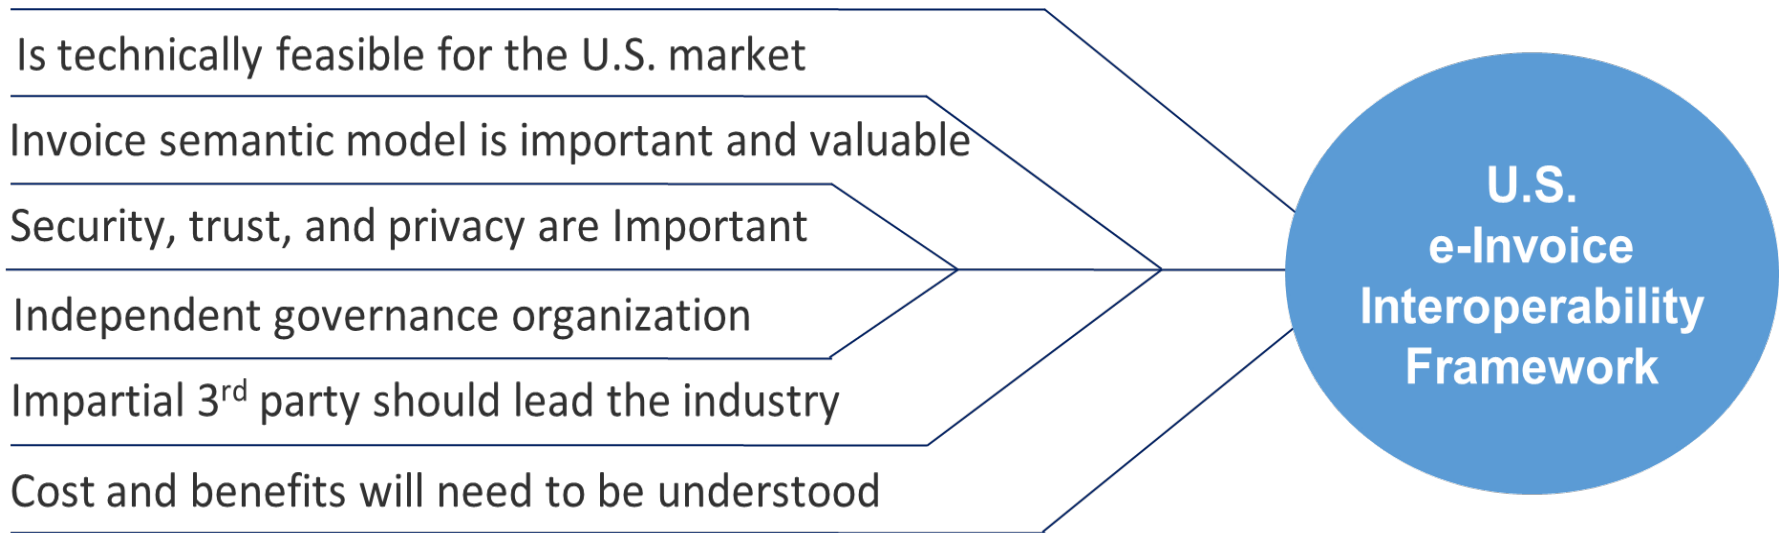 Is technically feasible for the U.S. market
Invoice semantic model is important and valuable
Security, trust, and privacy are Important
Independent governance organization
Impartial 3rd party should lead the industry
Cost and benefits will need to be understood
U.S.
e-Invoice
Interoperability
Framework